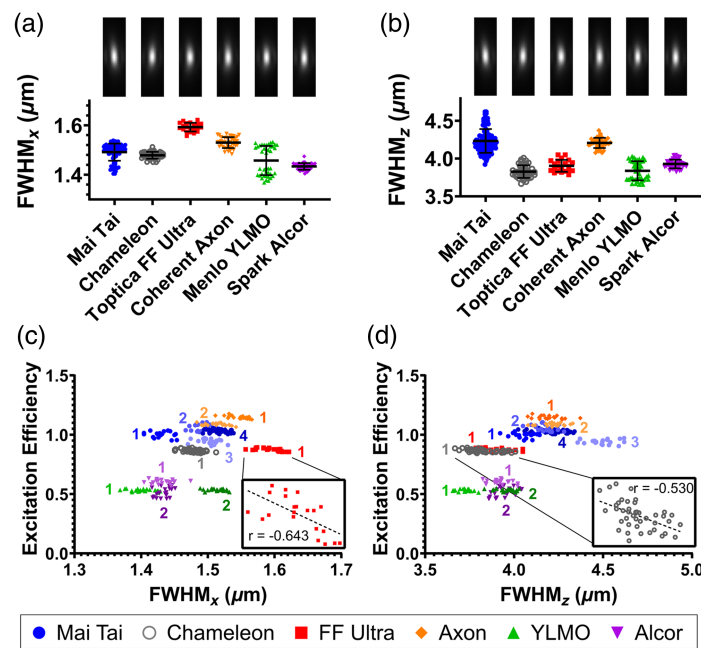 (a)
(b)
FWHMx (μm)
1.6
1.4
Mai Tai
Chameleon
Toptica FF Ultra
Coherent Axon
Menlo YLMO
Spark Alcor
FWHMz (μm)
4.5
4.0
3.5
Mai Tai
Chameleon
Toptica FF Ultra
Coherent Axon
Menlo YLMO
Spark Alcor
(c)
Excitation Efficiency
1.5
1.0
0.5
0.0
1.3
1.4
1.5
1.6
1.7
FWHMx (μm)
1
2
2
1
4
3
1
1
1
2
1
2
r = -0.643
(d)
Excitation Efficiency
1.5
1.0
0.5
0.0
3.5
4.0
4.5
5.0
FWHMz (μm)
1
2
2
1
4
3
1
1
1
1
2
2
r = -0.530
Mai Tai
Chameleon
FF Ultra
Axon
YLMO
Alcor